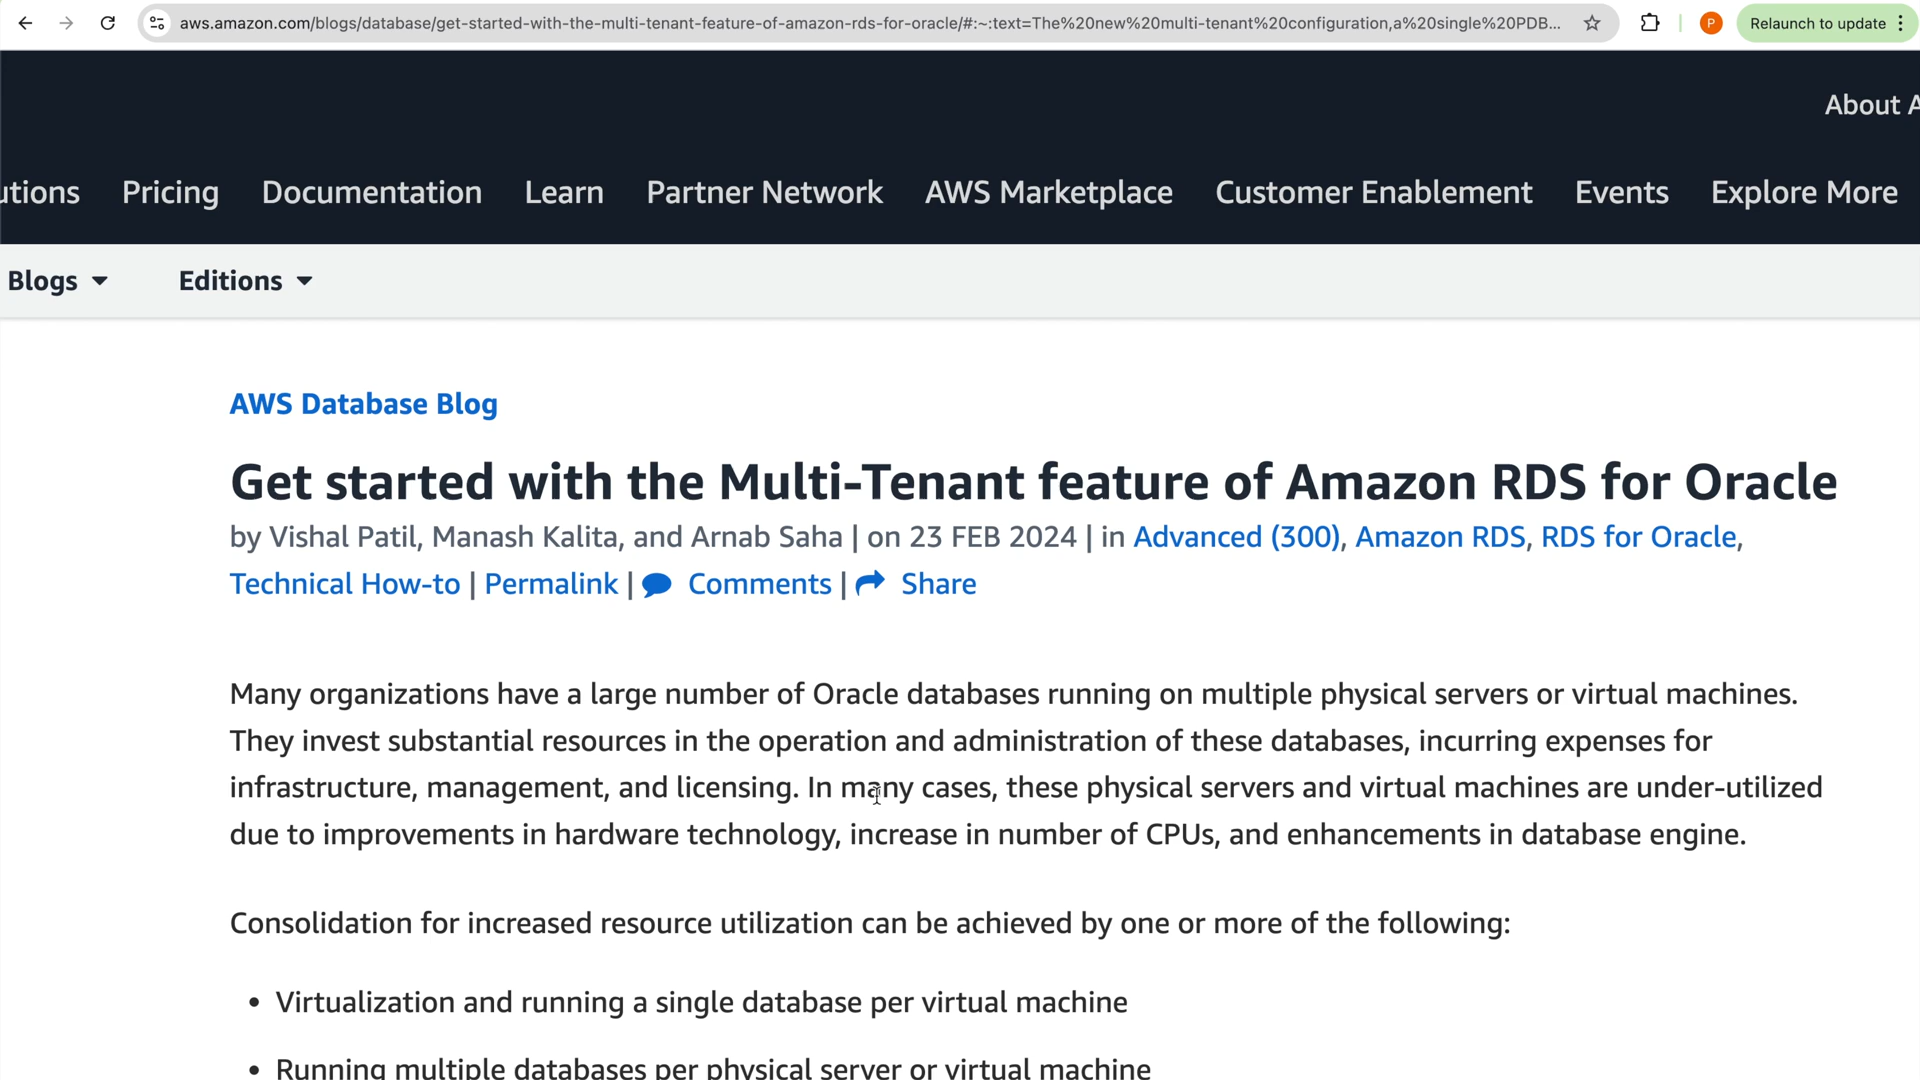 aws.amazon.com/blogs/database/get-started-with-the-multi-tenant-feature-of-amazon-rds-for-oracle/#:~:text=The%20new%20multi-tenant%20configuration,a%20single%20PDB...
P
Relaunch to update
About A
utions Pricing Documentation Learn Partner Network AWS Marketplace Customer Enablement Events Explore More
Blogs Editions
AWS Database Blog
Get started with the Multi-Tenant feature of Amazon RDS for Oracle
by Vishal Patil, Manash Kalita, and Arnab Saha | on 23 FEB 2024 | in Advanced (300), Amazon RDS, RDS for Oracle,
Technical How-to | Permalink | Comments | Share
Many organizations have a large number of Oracle databases running on multiple physical servers or virtual machines.
They invest substantial resources in the operation and administration of these databases, incurring expenses for
infrastructure, management, and licensing. In many cases, these physical servers and virtual machines are under-utilized
due to improvements in hardware technology, increase in number of CPUs, and enhancements in database engine.
Consolidation for increased resource utilization can be achieved by one or more of the following:
• Virtualization and running a single database per virtual machine
• Running multiple databases per physical server or virtual machine